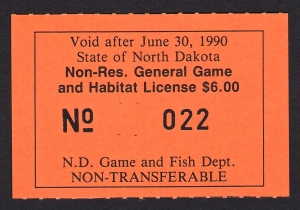 Void after June 30, 1990
State of North Dakota
Non-Res. General Game
and Habitat License $6.00
No 022
N.D. Game and Fish Dept.
NON-TRANSFERABLE